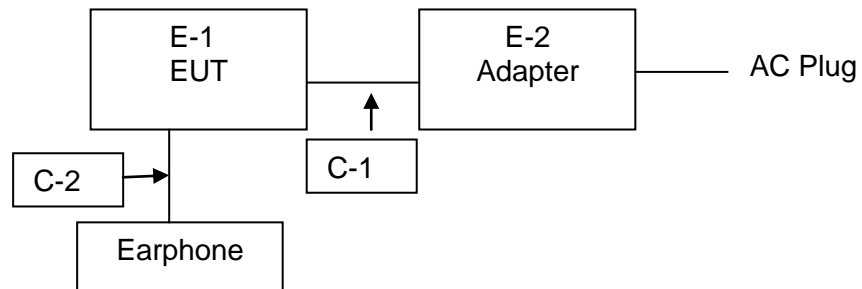 E-1
EUT
E-2
Adapter
AC Plug
C-2
C-1
Earphone